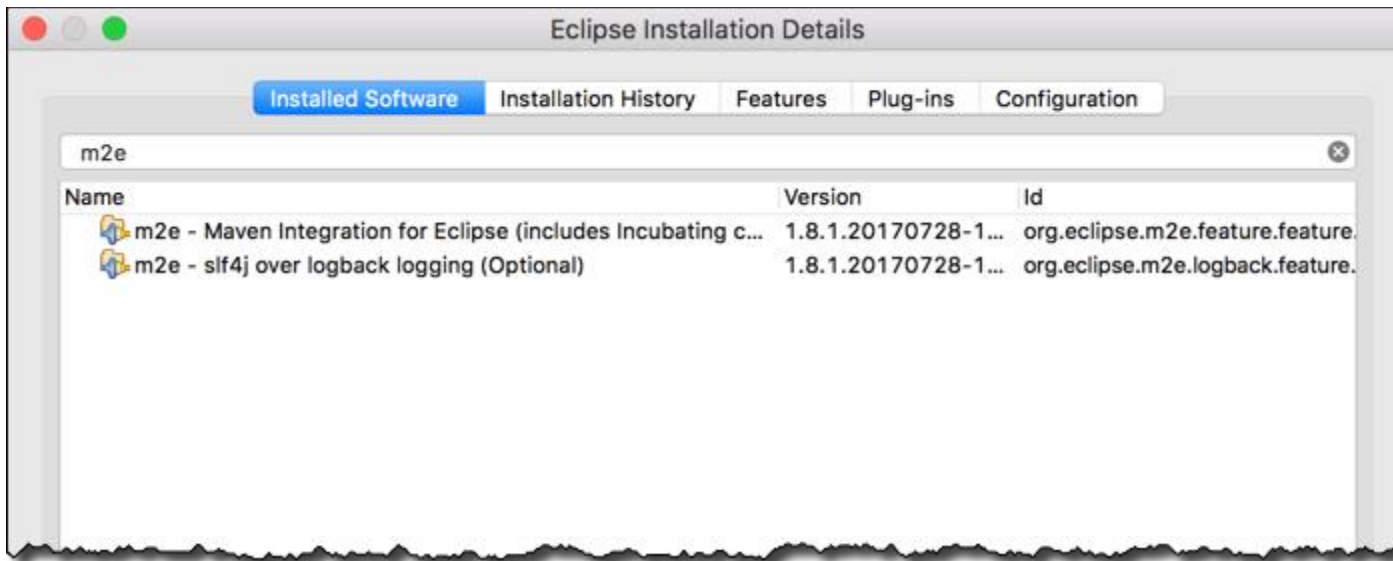 Eclipse Installation Details
Installed Software Installation History Features Plug-ins Configuration
m2e
Name Version Id
m2e - Maven Integration for Eclipse (includes Incubating c... 1.8.1.20170728-1... org.eclipse.m2e.feature.feature.
m2e - slf4j over logback logging (Optional) 1.8.1.20170728-1... org.eclipse.m2e.logback.feature.